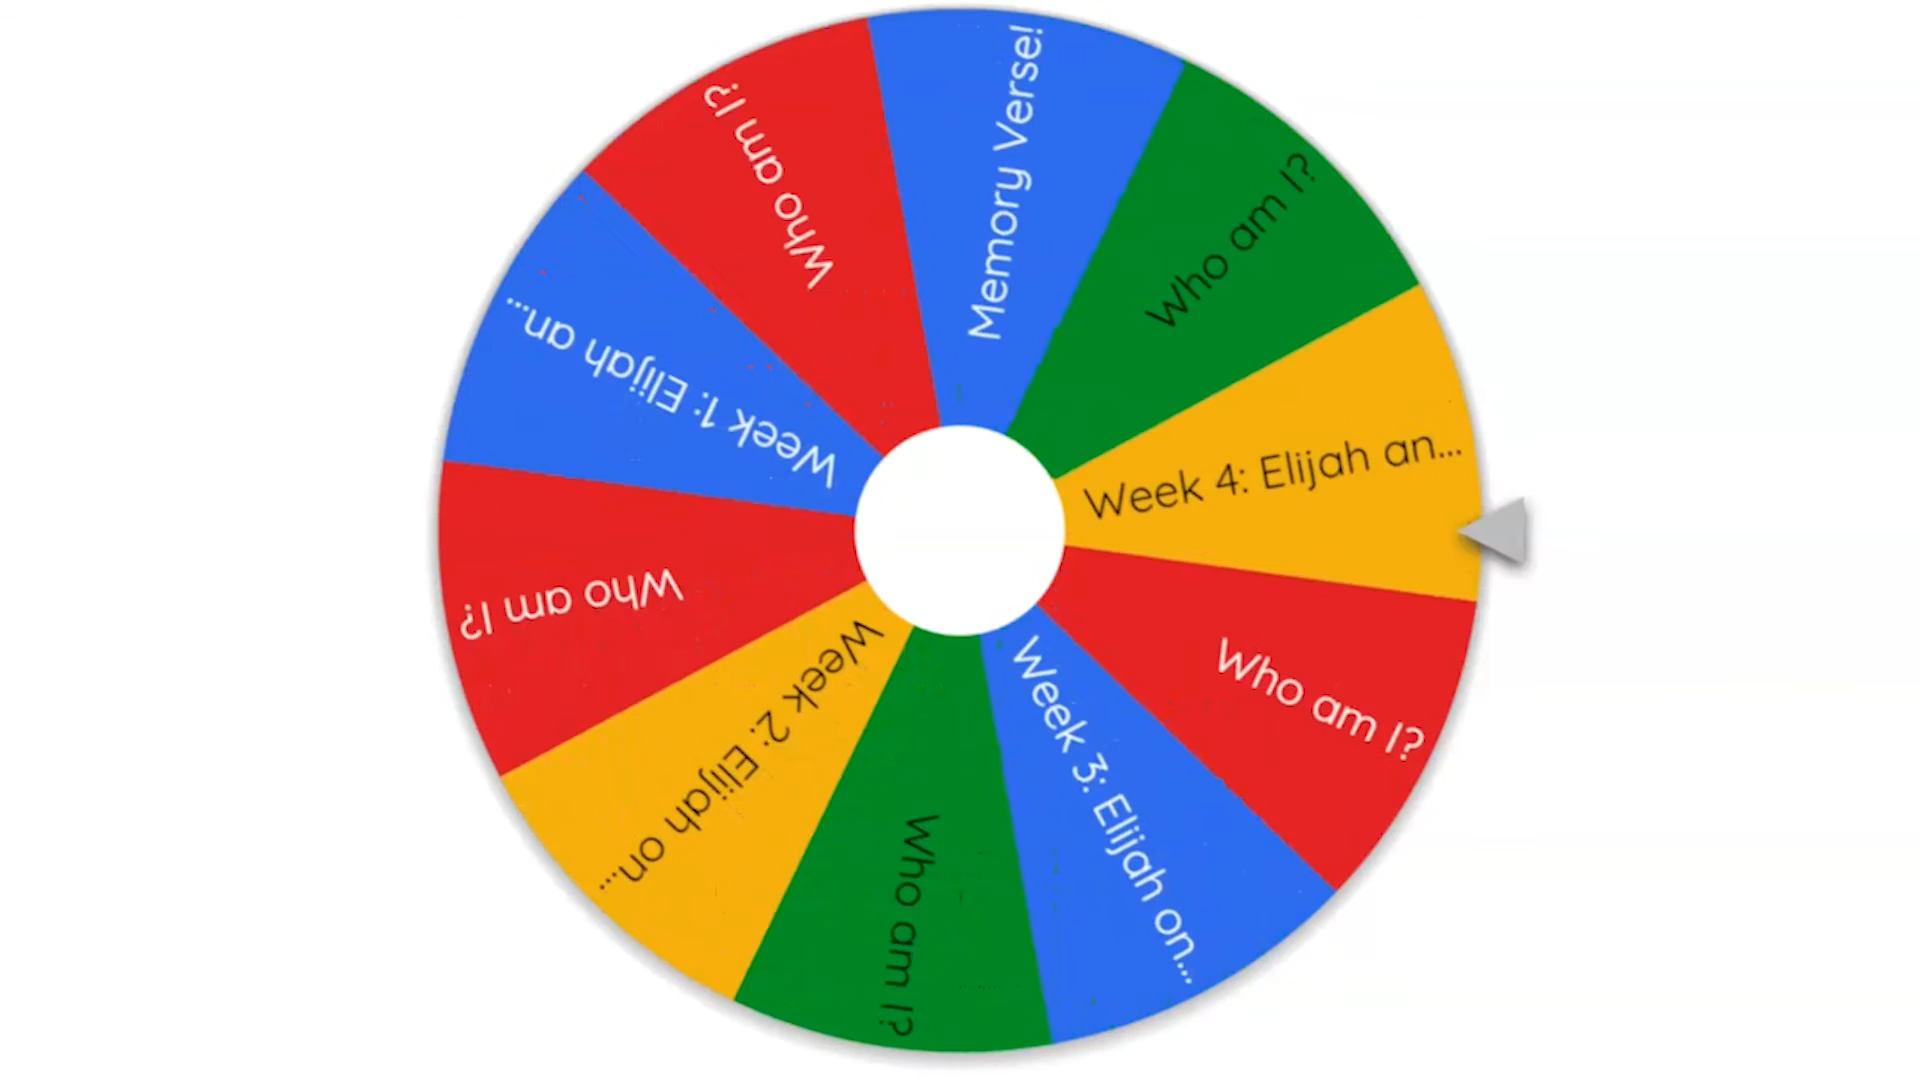 Memory Verse!
Who am I?
Week 4: Elijah an...
Who am I?
Week 3: Elijah on...
Who am I?
Week 2: Elijah on...
Who am I?
Week 1: Elijah an...
Who am I?